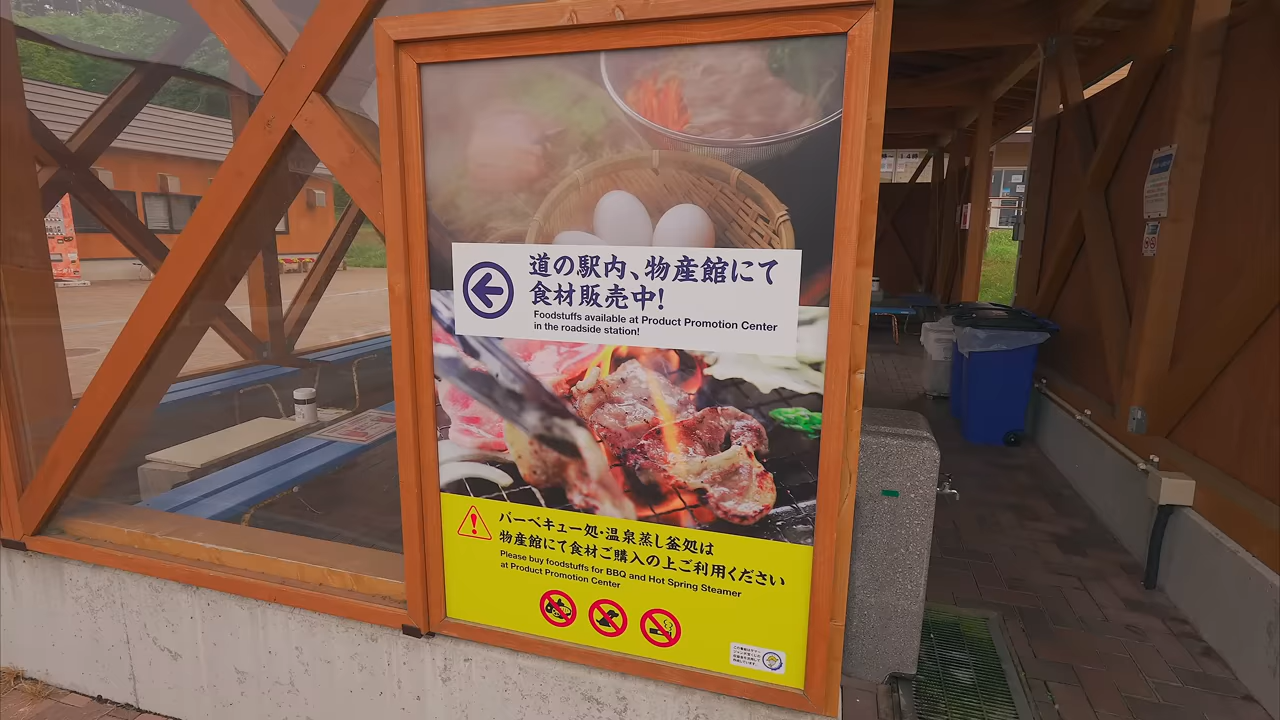 道の駅内、物産館にて
食材販売中!
Foodstuffs available at Product Promotion Center
in the roadside station!
バーベキュー処・温泉蒸し釜処は
物産館にて食材ご購入の上ご利用ください
Please buy foodstuffs for BBQ and Hot Spring Steamer
at Product Promotion Center